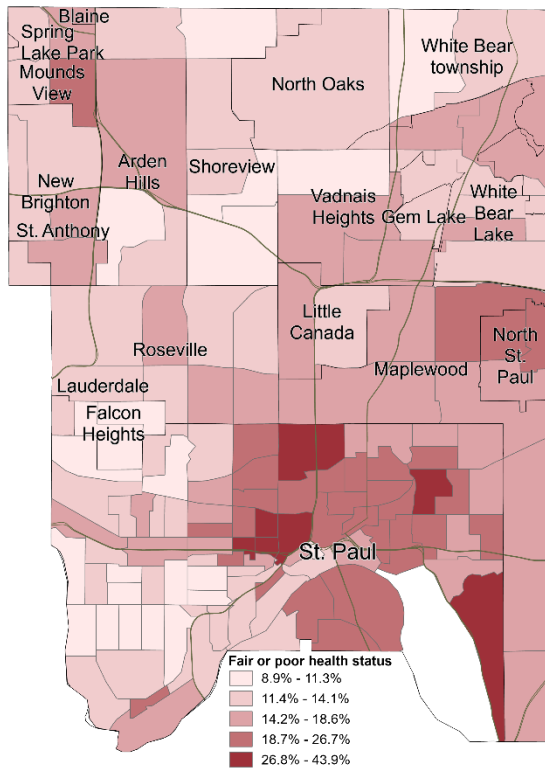 Blaine
Spring
Lake Park
Mounds
View
White Bear
township
North Oaks
Arden
Hills
Shoreview
New
Brighton
St. Anthony
Vadnais
Heights
Gem Lake
White
Bear
Lake
Little
Canada
Roseville
North
St.
Paul
Maplewood
Lauderdale
Falcon
Heights
St. Paul
Fair or poor health status
8.9% - 11.3%
11.4% - 14.1%
14.2% - 18.6%
18.7% - 26.7%
26.8% - 43.9%